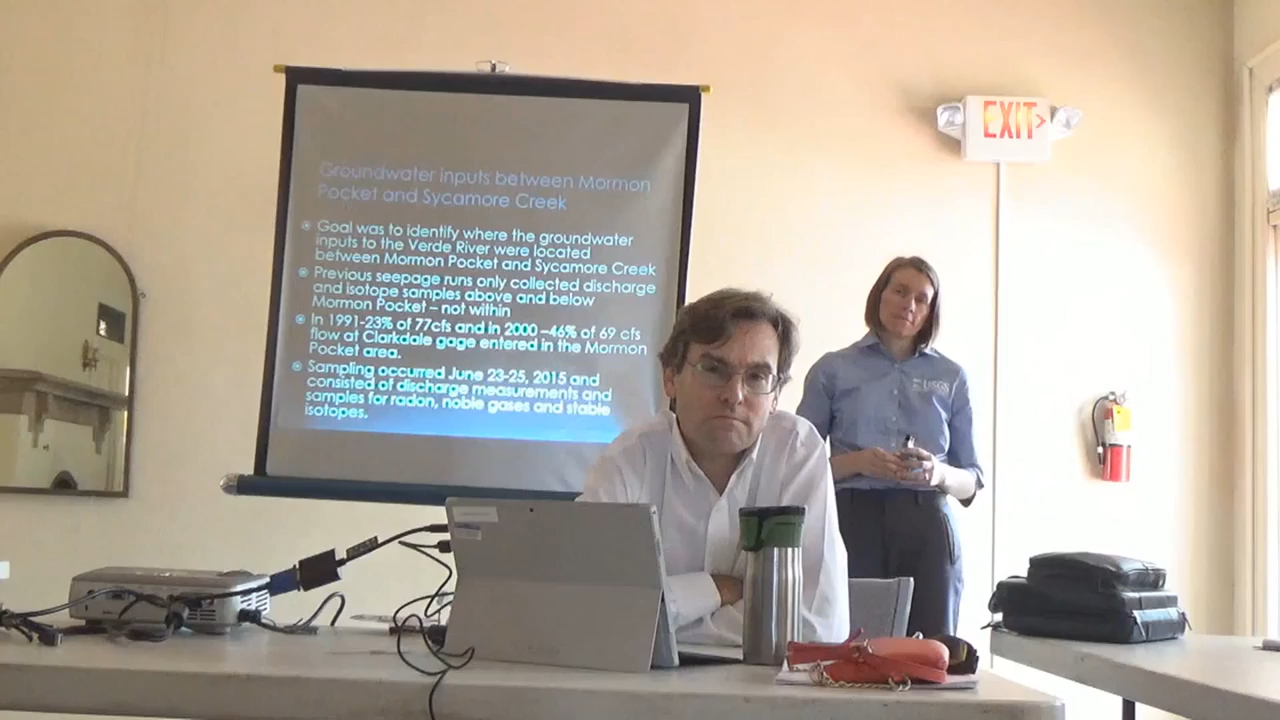 Groundwater inputs between Mormon
Pocket and Sycamore Creek
Goal was to identify where the groundwater
inputs to the Verde River were located
between Mormon Pocket and Sycamore Creek
Previous seepage runs only collected discharge
and isotope samples above and below
Mormon Pocket – not within
In 1991-23% of 77cfs and in 2000 –46% of 69 cfs
flow at Clarkdale gage entered in the Mormon
Pocket area.
Sampling occurred June 23-25, 2015 and
consisted of discharge measurements and
samples for radon, noble gases and stable
isotopes.
EXIT
USGS